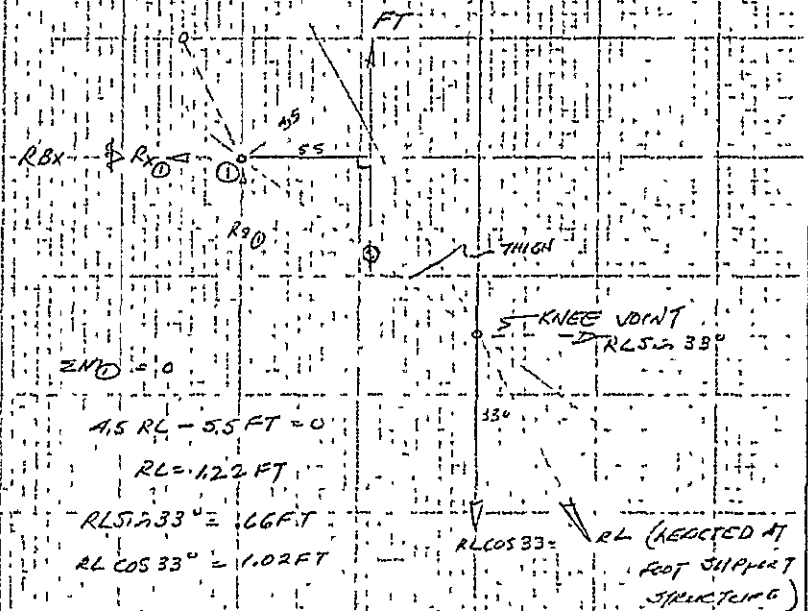 FT
4.5
RBX
RX①
①
5.5
RY①
②
THIGH
KNEE JOINT
RL Sin 33°
ΣM① = 0
33°
4.5 RL - 5.5 FT = 0
RL = 1.22 FT
RL Sin 33° = .66 FT
RL COS 33° = 1.02 FT
RL COS 33°
RL (REACTED AT
FOOT SUPPORT
STRUCTURE)